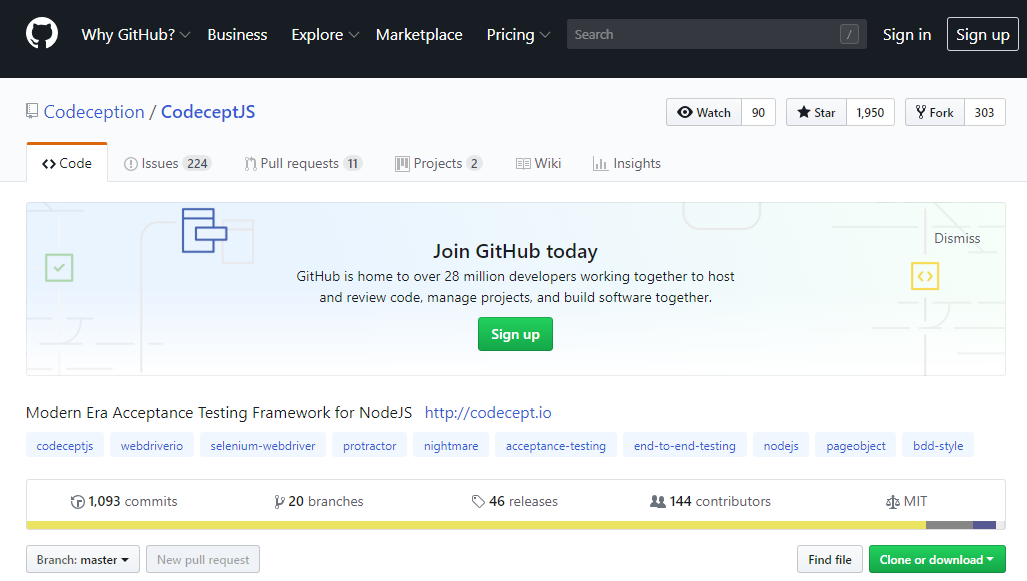 Why GitHub? Business Explore Marketplace Pricing Search / Sign in Sign up
Codeception / CodeceptJS Watch 90 Star 1,950 Fork 303
Code Issues 224 Pull requests 11 Projects 2 Wiki Insights
Dismiss
Join GitHub today
GitHub is home to over 28 million developers working together to host
and review code, manage projects, and build software together.
Sign up
Modern Era Acceptance Testing Framework for NodeJS http://codecept.io
codeceptjs webdriverio selenium-webdriver protractor nightmare acceptance-testing end-to-end-testing nodejs pageobject bdd-style
1,093 commits 20 branches 46 releases 144 contributors MIT
Branch: master New pull request Find file Clone or download